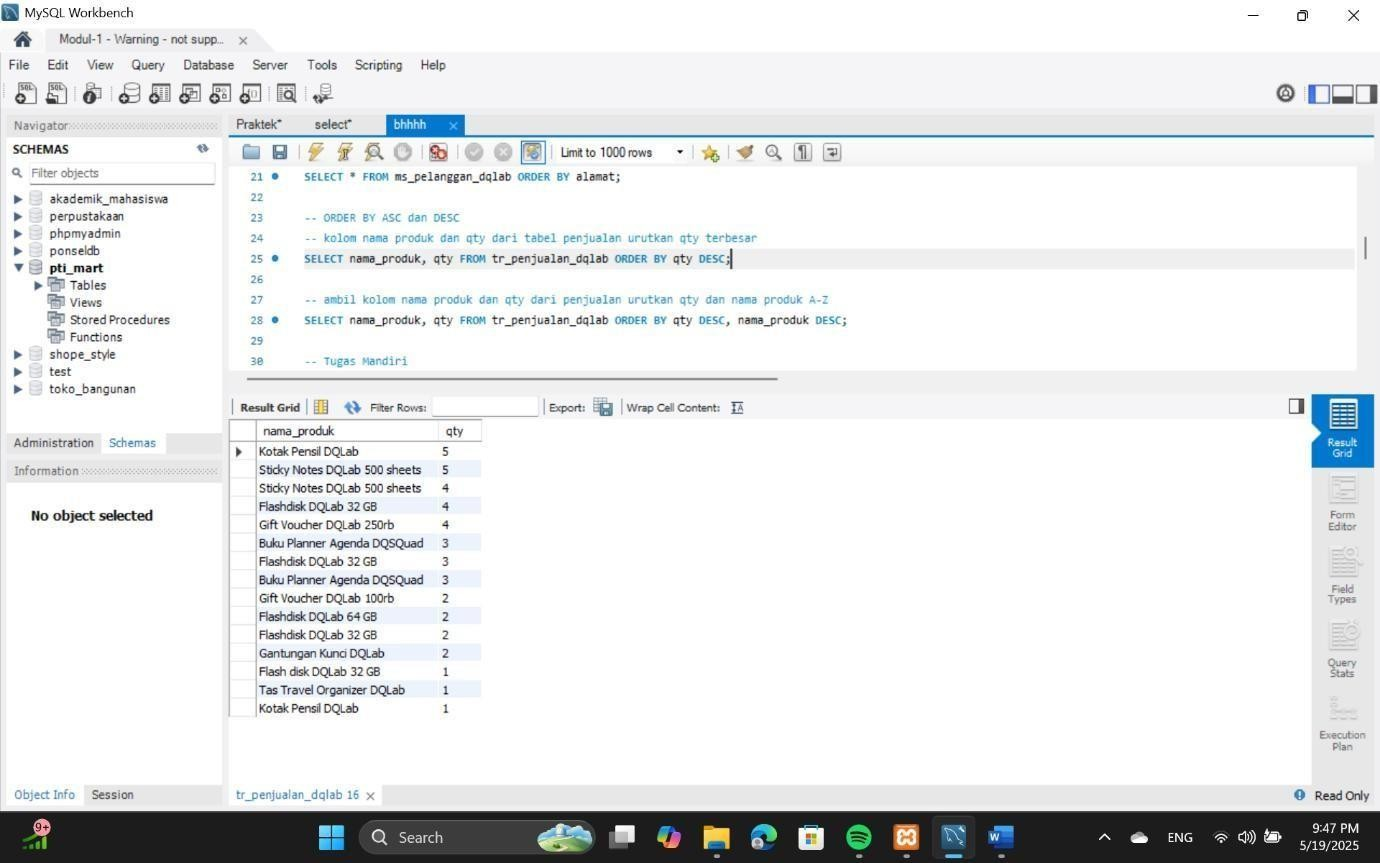 MySQL Workbench
Modul-1 - Warning - not supp...
File Edit View Query Database Server Tools Scripting Help
Navigator
SCHEMAS
Filter objects
akademik_mahasiswa
perpustakaan
phpmyadmin
ponseldb
pti_mart
Tables
Views
Stored Procedures
Functions
shope_style
test
toko_bangunan
Administration Schemas
Information
No object selected
Object Info Session
Praktek* select* bhhhh
Limit to 1000 rows
21 SELECT * FROM ms_pelanggan_dqlab ORDER BY alamat;
22
23 -- ORDER BY ASC dan DESC
24 -- kolom nama produk dan qty dari tabel penjualan urutkan qty terbesar
25 SELECT nama_produk, qty FROM tr_penjualan_dqlab ORDER BY qty DESC;
26
27 -- ambil kolom nama produk dan qty dari penjualan urutkan qty dan nama produk A-Z
28 SELECT nama_produk, qty FROM tr_penjualan_dqlab ORDER BY qty DESC, nama_produk DESC;
29
30 -- Tugas Mandiri
Result Grid Filter Rows: Export: Wrap Cell Content:
nama_produk qty
Kotak Pensil DQLab 5
Sticky Notes DQLab 500 sheets 5
Sticky Notes DQLab 500 sheets 4
Flashdisk DQLab 32 GB 4
Gift Voucher DQLab 250rb 4
Buku Planner Agenda DQSQuad 3
Flashdisk DQLab 32 GB 3
Buku Planner Agenda DQSQuad 3
Gift Voucher DQLab 100rb 2
Flashdisk DQLab 64 GB 2
Flashdisk DQLab 32 GB 2
Gantungan Kunci DQLab 2
Flash disk DQLab 32 GB 1
Tas Travel Organizer DQLab 1
Kotak Pensil DQLab 1
Result
Grid
Form
Editor
Field
Types
Query
Stats
Execution
Plan
tr_penjualan_dqlab 16
Read Only
9+
Search
ENG
9:47 PM
5/19/2025